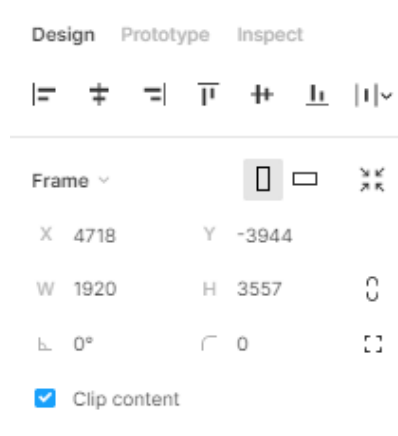 Design Prototype Inspect
Frame
X 4718 Y -3944
W 1920 H 3557
0° 0
Clip content